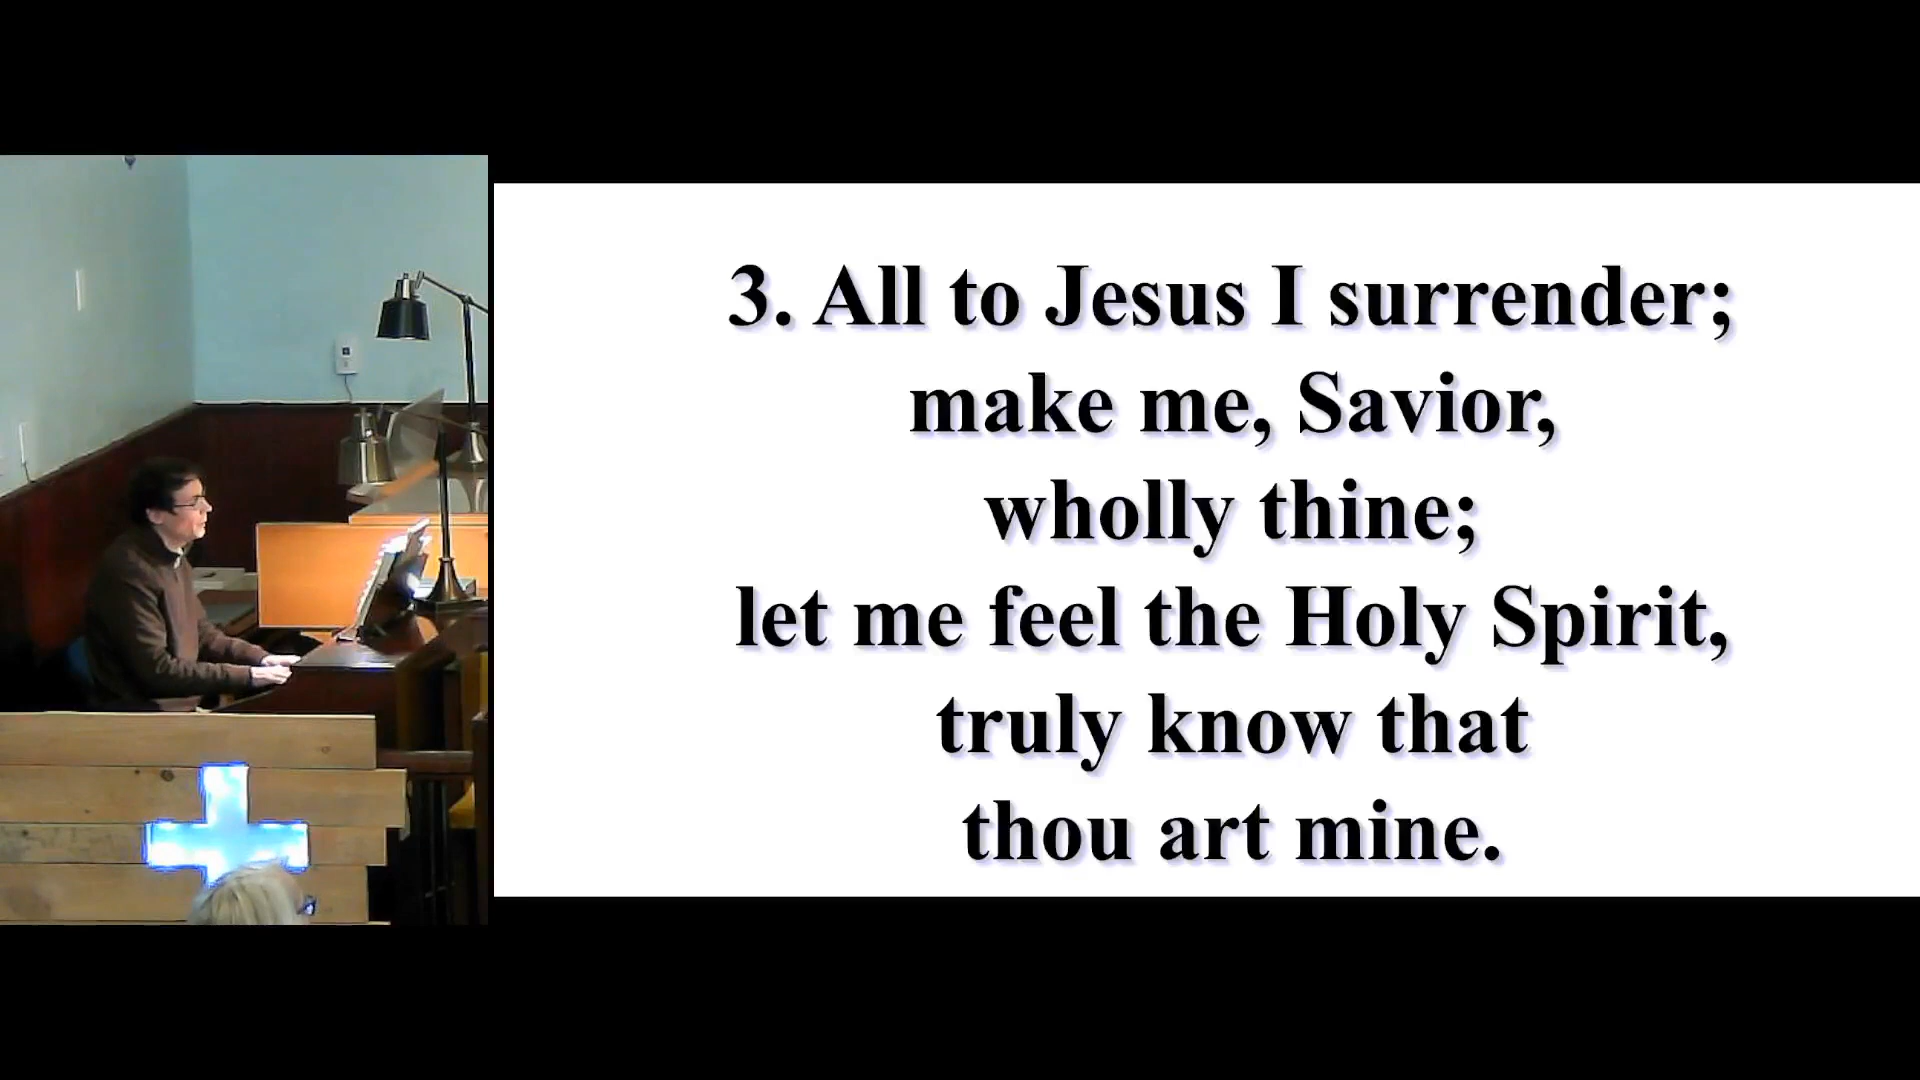 3. All to Jesus I surrender;
make me, Savior,
wholly thine;
let me feel the Holy Spirit,
truly know that
thou art mine.